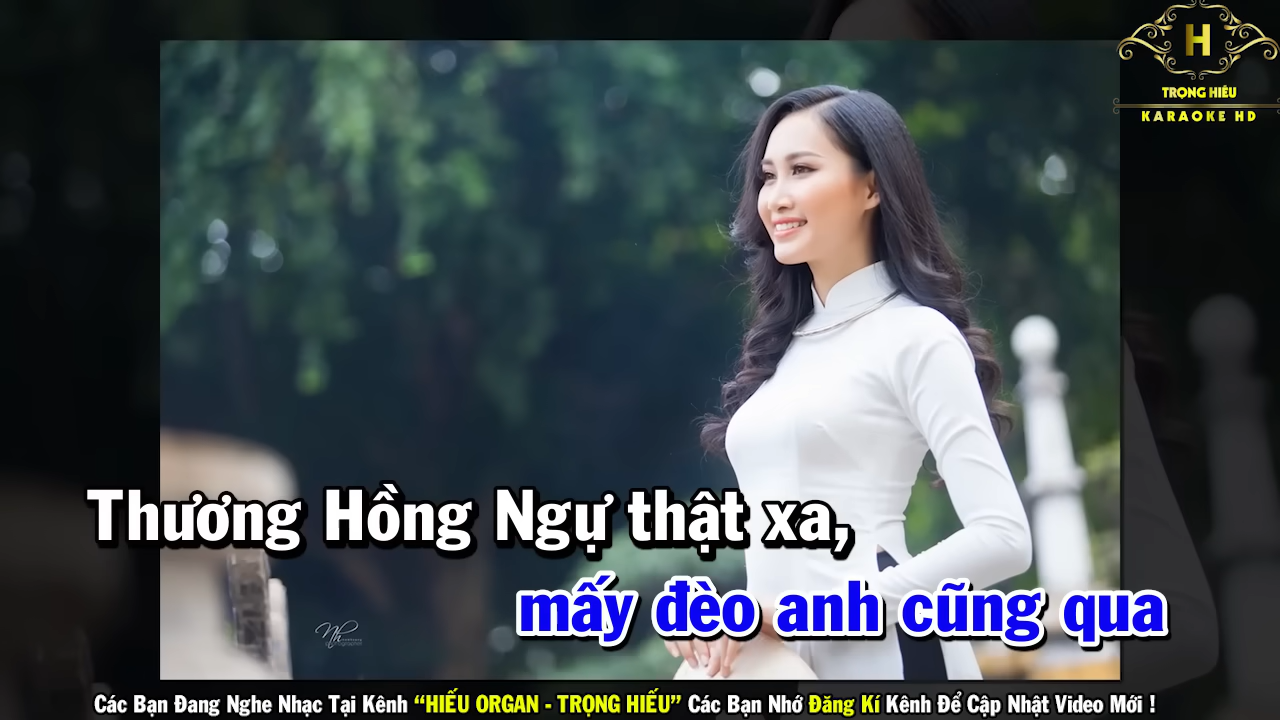 H
TRỌNG HIẾU
KARAOKE HD
Thương Hồng Ngự thật xa,
mấy đèo anh cũng qua
Nh
Các Bạn Đang Nghe Nhạc Tại Kênh “HIẾU ORGAN - TRỌNG HIẾU” Các Bạn Nhớ Đăng Kí Kênh Để Cập Nhật Video Mới !